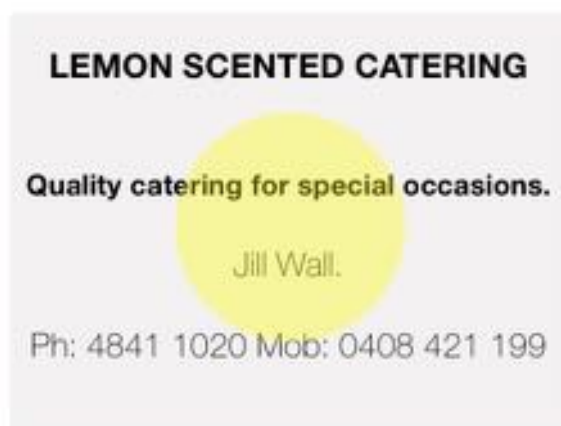 LEMON SCENTED CATERING
Quality catering for special occasions.
Jill Wall.
Ph: 4841 1020 Mob: 0408 421 199